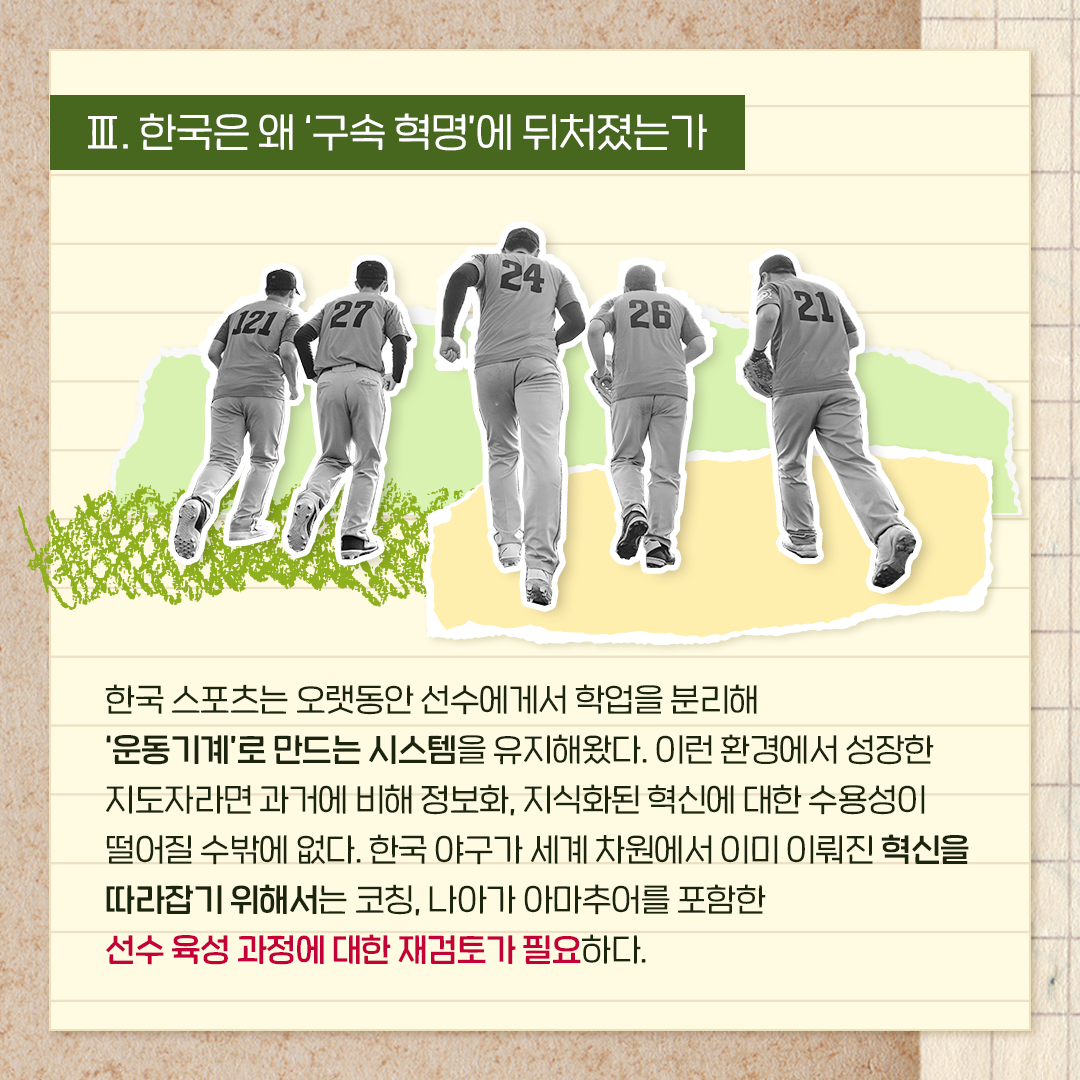 Ⅲ. 한국은 왜 ‘구속 혁명’에 뒤처졌는가
121
27
24
26
21
한국 스포츠는 오랫동안 선수에게서 학업을 분리해
‘운동기계’로 만드는 시스템을 유지해왔다. 이런 환경에서 성장한
지도자라면 과거에 비해 정보화, 지식화된 혁신에 대한 수용성이
떨어질 수밖에 없다. 한국 야구가 세계 차원에서 이미 이뤄진 혁신을
따라잡기 위해서는 코칭, 나아가 아마추어를 포함한
선수 육성 과정에 대한 재검토가 필요하다.